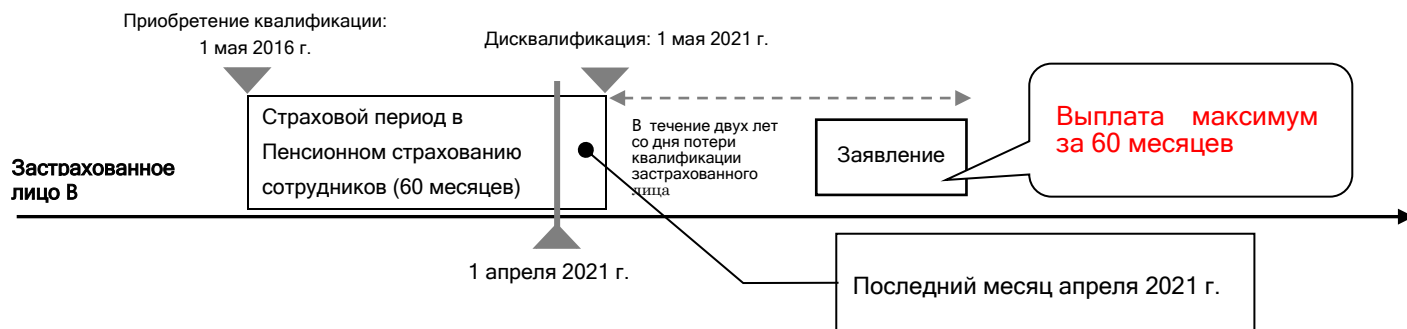 Приобретение квалификации:
1 мая 2016 г.
Дисквалификация: 1 мая 2021 г.
Страховой период в
Пенсионном страхованию
сотрудников (60 месяцев)
В течение двух лет
со дня потери
квалификации
застрахованного
лица
Заявление
Выплата максимум
за 60 месяцев
Застрахованное
лицо В
1 апреля 2021 г.
Последний месяц апреля 2021 г.